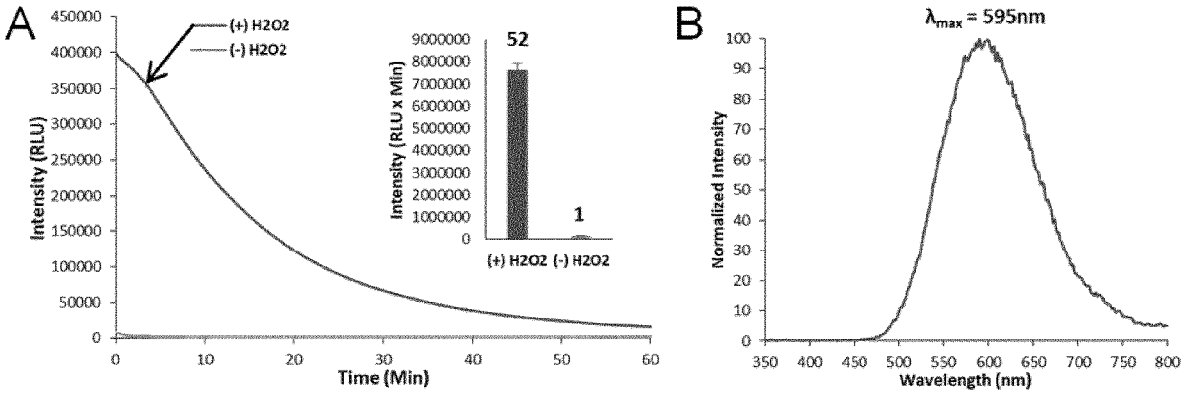 A
(+) H2O2
(-) H2O2
450000
400000
350000
300000
250000
200000
150000
100000
50000
0
Intensity (RLU)
0 10 20 30 40 50 60
Time (Min)
9000000
8000000
7000000
6000000
5000000
4000000
3000000
2000000
1000000
0
Intensity (RLU x Min)
52
1
(+) H2O2 (-) H2O2
B
λmax = 595nm
100
90
80
70
60
50
40
30
20
10
0
Normalized Intensity
350 400 450 500 550 600 650 700 750 800
Wavelength (nm)